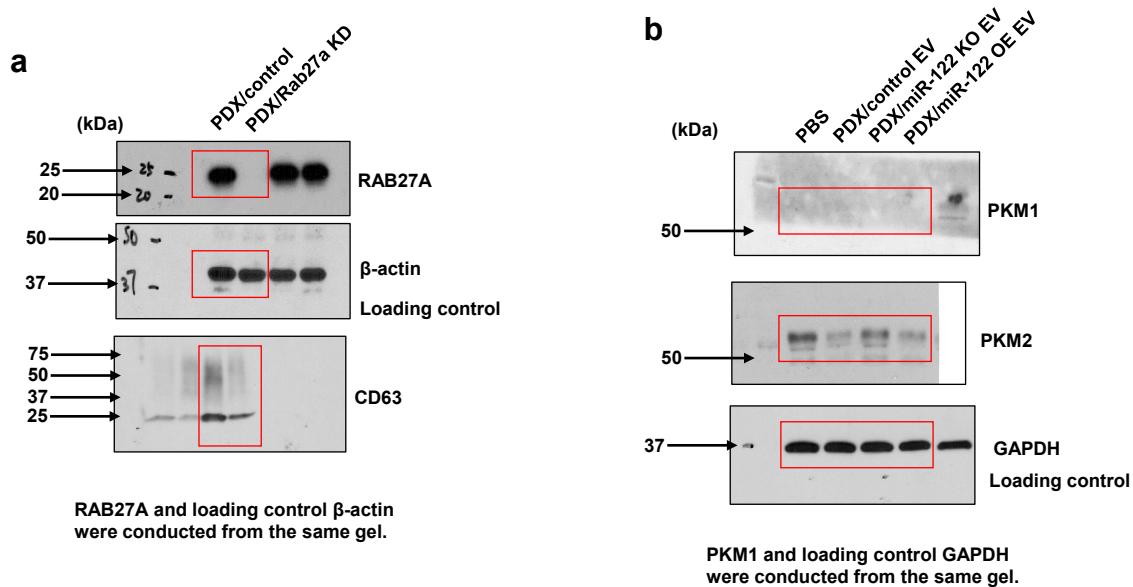 a
PDX/control
PDX/Rab27a KD
(kDa)
25
25
20
20
RAB27A
50
50
37
37
β-actin
Loading control
75
50
37
25
CD63
RAB27A and loading control β-actin
were conducted from the same gel.
b
PBS
PDX/control EV
PDX/miR-122 KO EV
PDX/miR-122 OE EV
(kDa)
50
PKM1
50
PKM2
37
GAPDH
Loading control
PKM1 and loading control GAPDH
were conducted from the same gel.